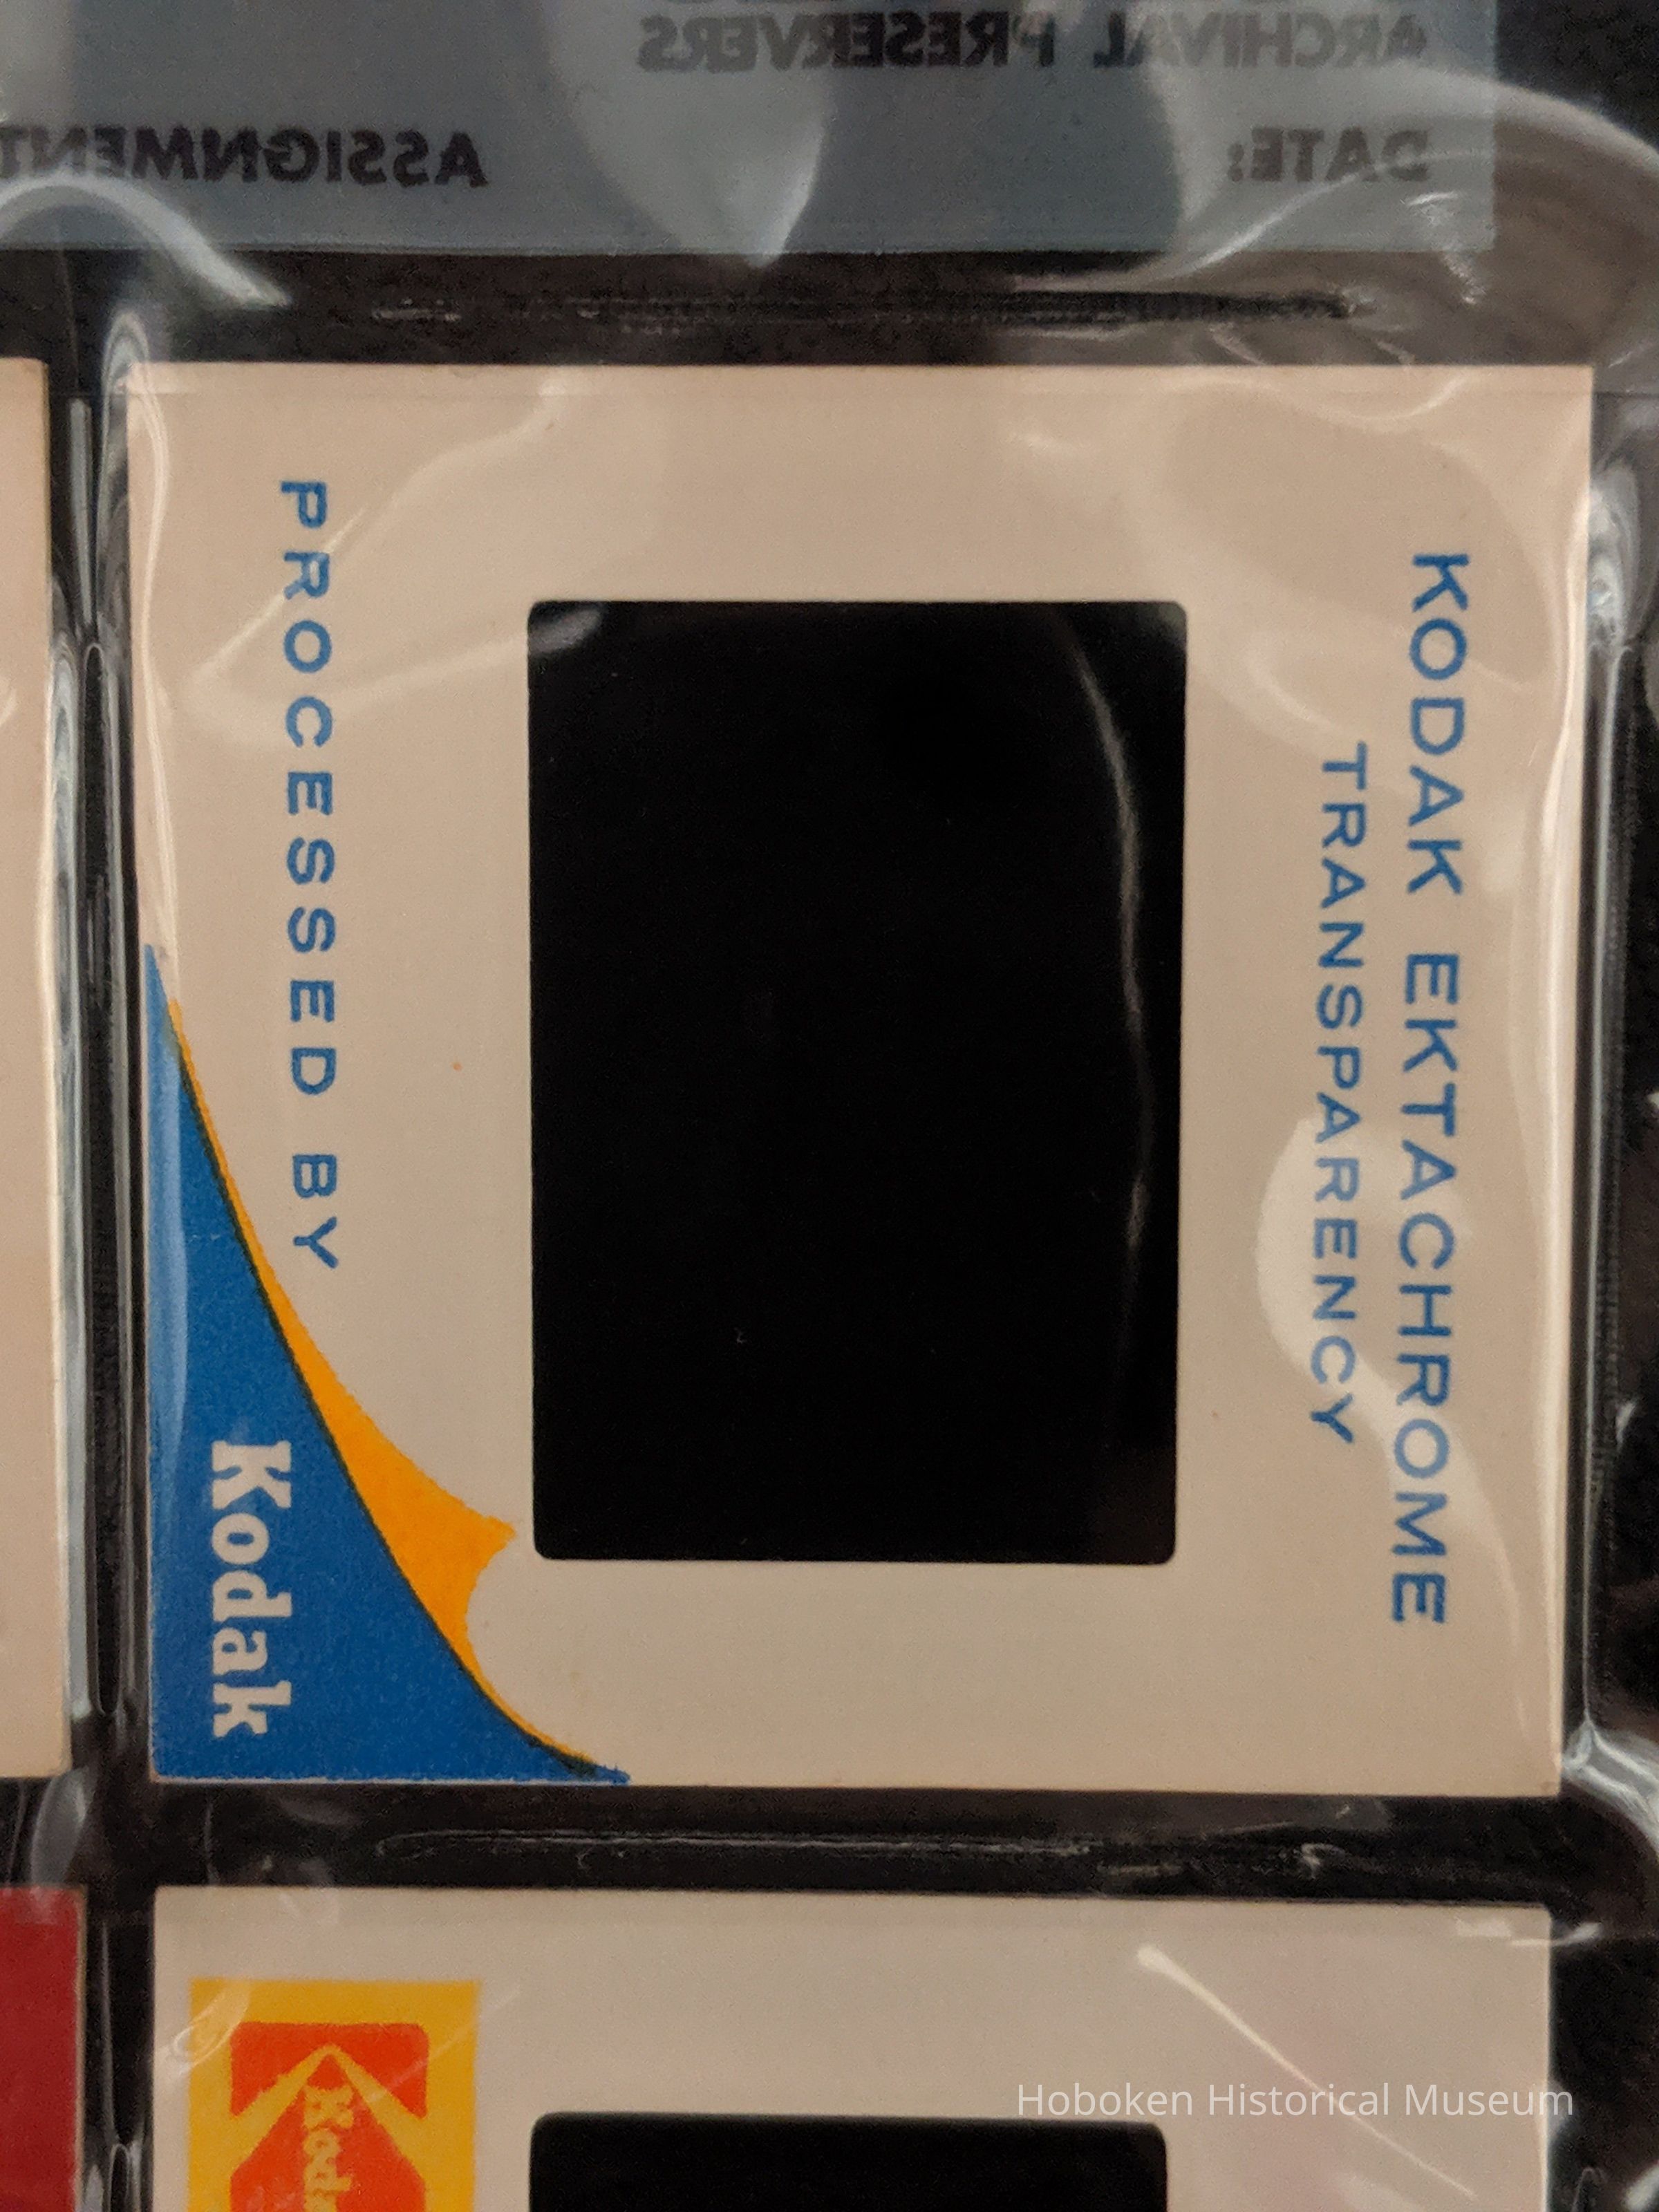 ARCHIVAL PRESERVERS
DATE:
ASSIGNMENT
KODAK EKTACHROME
TRANSPARENCY
PROCESSED BY
Kodak
Hoboken Historical Museum